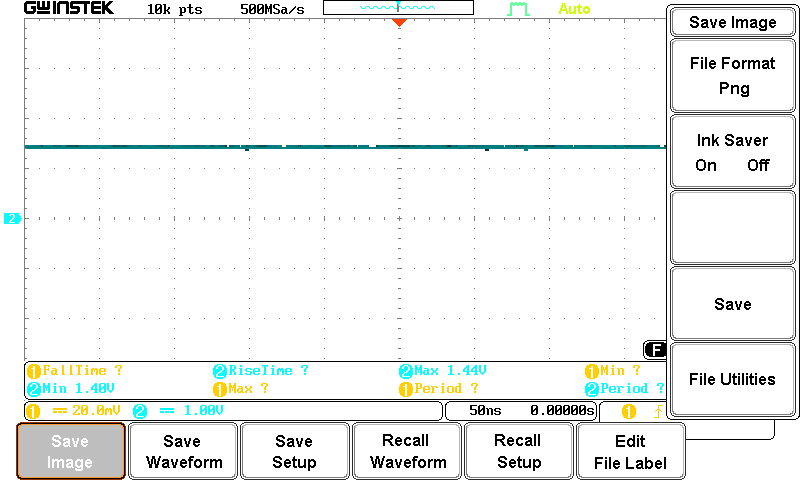 GWINSTEK 10k pts 500MSa/s Auto
Save Image
File Format
Png
Ink Saver
On Off
2
Save
F
File Utilities
1 FallTime ? 2 RiseTime ? 2 Max 1.44V 1 Min ?
2 Min 1.40V 1 Max ? 1 Period ? 2 Period ?
1 20.0mV 2 1.00V 50ns 0.00000s 1
Save
Image
Save
Waveform
Save
Setup
Recall
Waveform
Recall
Setup
Edit
File Label